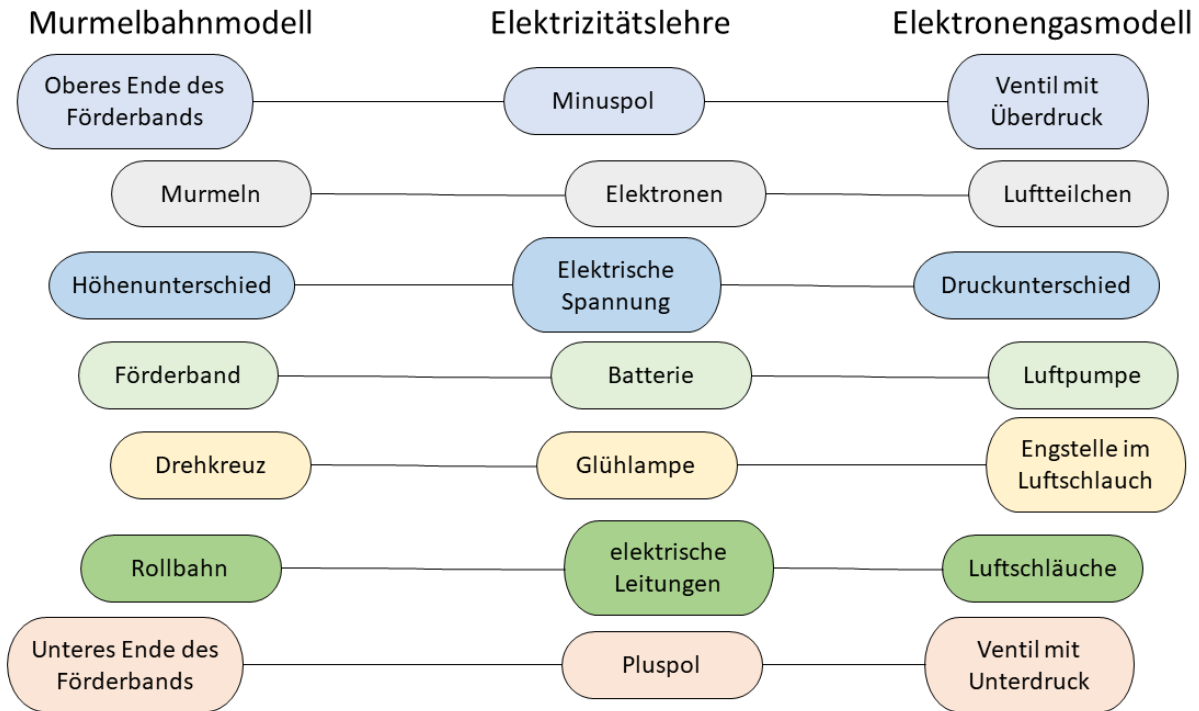 Murmelbahnmodell
Elektrizitätslehre
Elektronengasmodell
Oberes Ende des
Förderbands
Minuspol
Ventil mit
Überdruck
Murmeln
Elektronen
Luftteilchen
Höhenunterschied
Elektrische
Spannung
Druckunterschied
Förderband
Batterie
Luftpumpe
Drehkreuz
Glühlampe
Engstelle im
Luftschlauch
Rollbahn
elektrische
Leitungen
Luftschläuche
Unteres Ende des
Förderbands
Pluspol
Ventil mit
Unterdruck